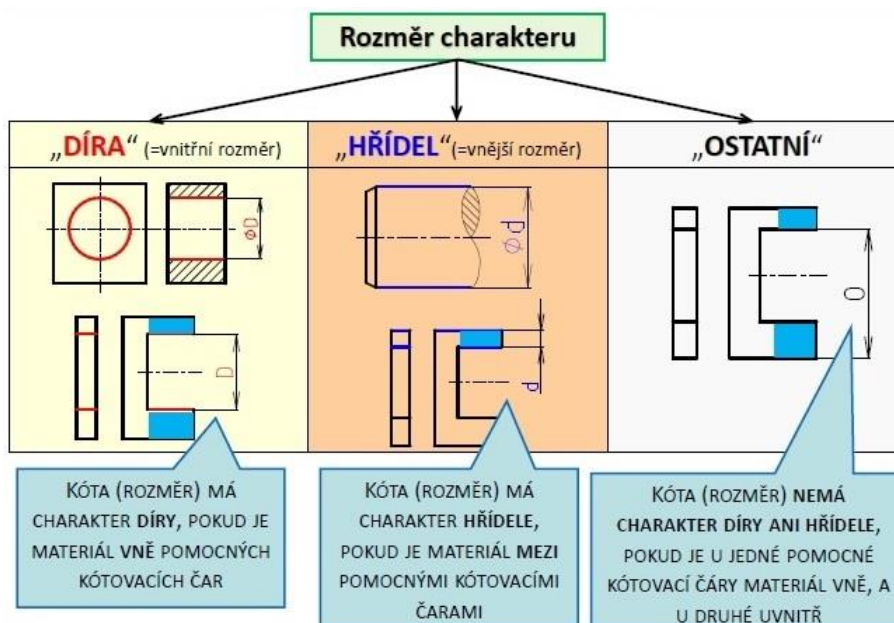 Rozměr charakteru
„DÍRA“ (=vnitřní rozměr)
„HŘÍDEL“(=vnější rozměr)
„OSTATNÍ“
ØD
D
Ød
d
O
KÓTA (ROZMĚR) MÁ
CHARAKTER DÍRY, POKUD JE
MATERIÁL VNĚ POMOCNÝCH
KÓTOVACÍCH ČAR
KÓTA (ROZMĚR) MÁ
CHARAKTER HŘÍDELE,
POKUD JE MATERIÁL MEZI
POMOCNÝMI KÓTOVACÍMI
ČARAMI
KÓTA (ROZMĚR) NEMÁ
CHARAKTER DÍRY ANI HŘÍDELE,
POKUD JE U JEDNÉ POMOCNÉ
KÓTOVACÍ ČÁRY MATERIÁL VNĚ, A
U DRUHÉ UVNITŘ